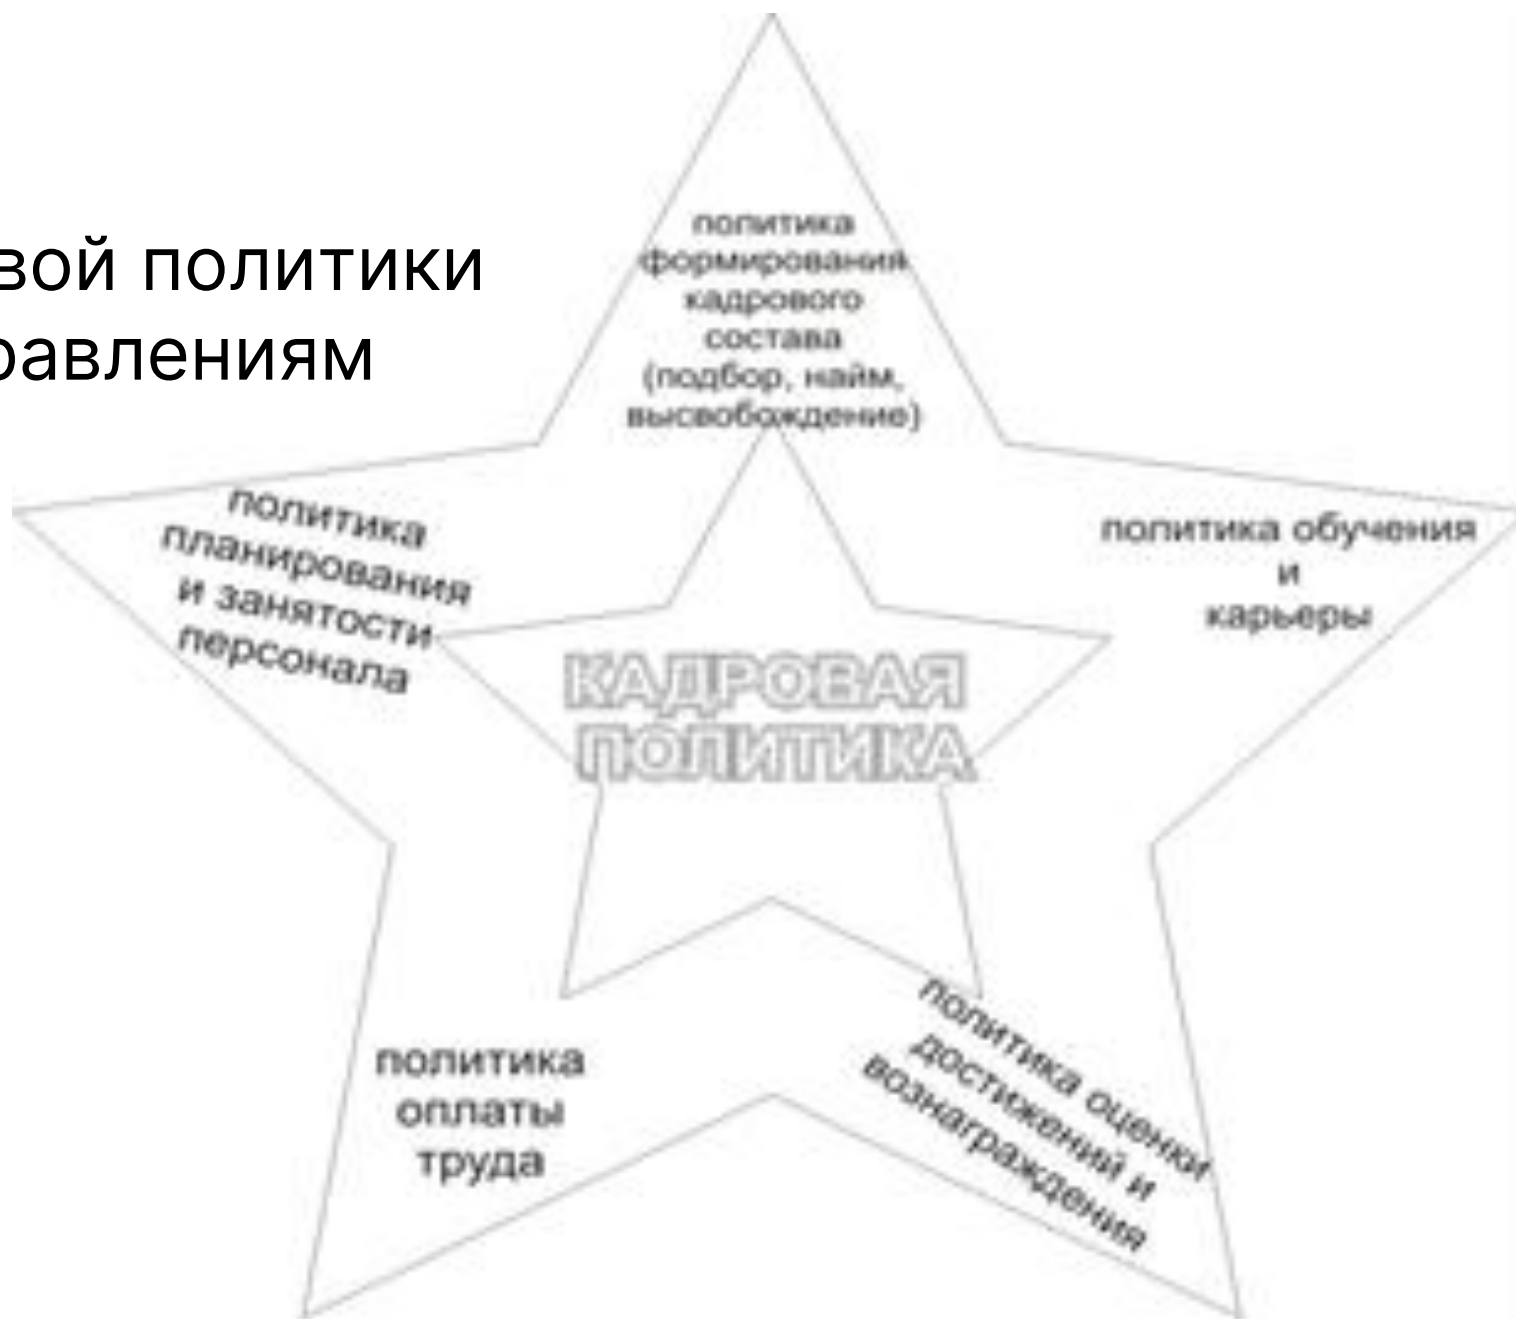 вой политики
равлениям
политика
формирования
кадрового
состава
(подбор, найм,
высвобождение)
политика
планирования
и занятости
персонала
политика обучения
и
карьеры
КАДРОВАЯ
ПОЛИТИКА
политика
оплаты
труда
политика оценки
достижений и
вознаграждения